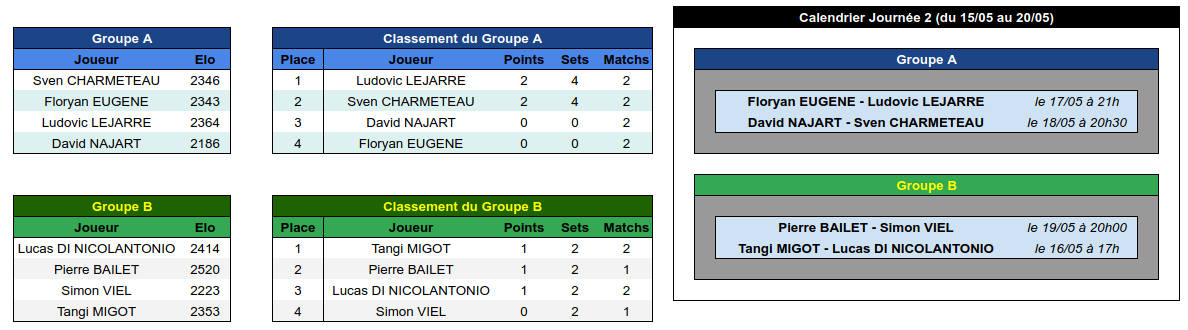 Groupe A
Joueur Elo
Sven CHARMETEAU 2346
Floryan EUGENE 2343
Ludovic LEJARRE 2364
David NAJART 2186
Classement du Groupe A
Place Joueur Points Sets Matchs
1 Ludovic LEJARRE 2 4 2
2 Sven CHARMETEAU 2 4 2
3 David NAJART 0 0 2
4 Floryan EUGENE 0 0 2
Groupe B
Joueur Elo
Lucas DI NICOLANTONIO 2414
Pierre BAILET 2520
Simon VIEL 2223
Tangi MIGOT 2353
Classement du Groupe B
Place Joueur Points Sets Matchs
1 Tangi MIGOT 1 2 2
2 Pierre BAILET 1 2 1
3 Lucas DI NICOLANTONIO 1 2 2
4 Simon VIEL 0 2 1
Calendrier Journée 2 (du 15/05 au 20/05)
Groupe A
Floryan EUGENE - Ludovic LEJARRE le 17/05 à 21h
David NAJART - Sven CHARMETEAU le 18/05 à 20h30
Groupe B
Pierre BAILET - Simon VIEL le 19/05 à 20h00
Tangi MIGOT - Lucas DI NICOLANTONIO le 16/05 à 17h